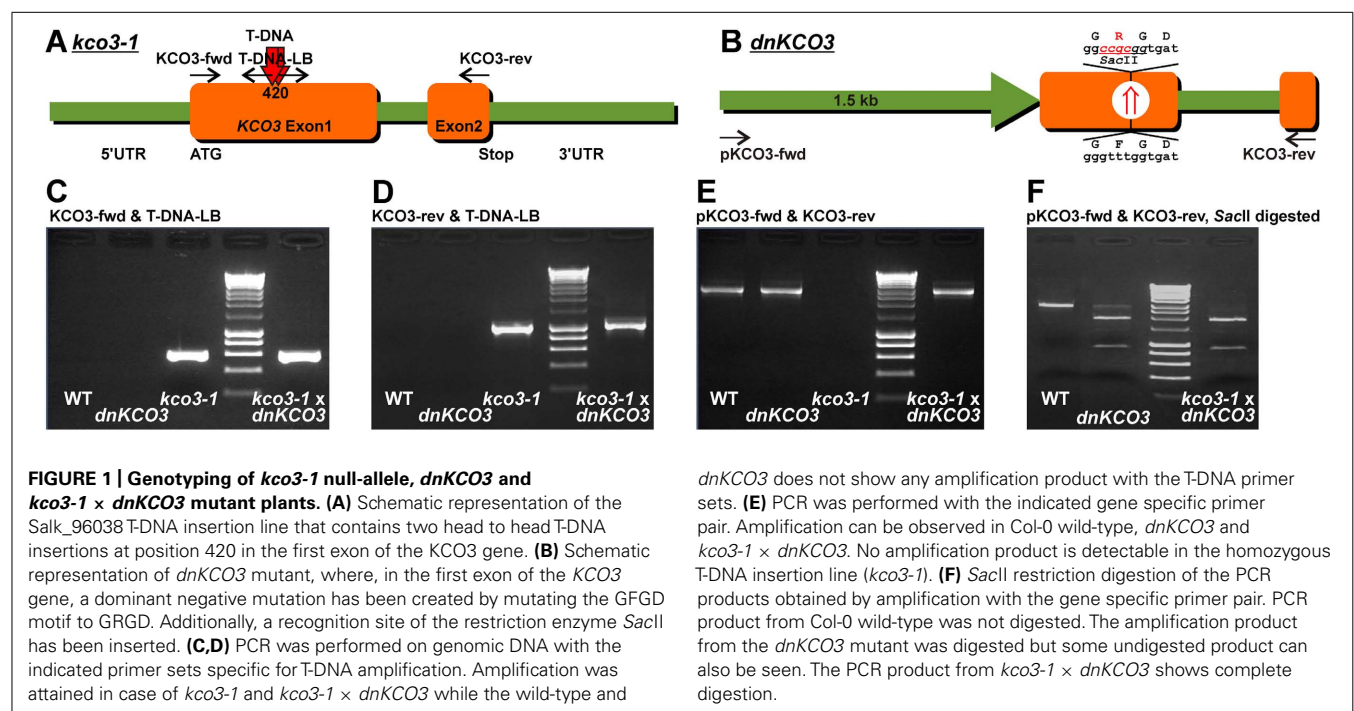 A kco3-1
T-DNA
KCO3-fwd T-DNA-LB KCO3-rev
420
KCO3 Exon1 Exon2
5'UTR ATG Stop 3'UTR
B dnKCO3
G R G D
ggccgcggtgat
SacII
1.5 kb
G F G D
gggtttggtgat
pKCO3-fwd KCO3-rev
C
KCO3-fwd & T-DNA-LB
WT dnKCO3 kco3-1 kco3-1 x dnKCO3
D
KCO3-rev & T-DNA-LB
WT dnKCO3 kco3-1 kco3-1 x dnKCO3
E
pKCO3-fwd & KCO3-rev
WT dnKCO3 kco3-1 kco3-1 x dnKCO3
F
pKCO3-fwd & KCO3-rev, SacII digested
WT dnKCO3 kco3-1 x dnKCO3
FIGURE 1 | Genotyping of kco3-1 null-allele, dnKCO3 and
kco3-1 × dnKCO3 mutant plants. (A) Schematic representation of the
Salk_96038 T-DNA insertion line that contains two head to head T-DNA
insertions at position 420 in the first exon of the KCO3 gene. (B) Schematic
representation of dnKCO3 mutant, where, in the first exon of the KCO3
gene, a dominant negative mutation has been created by mutating the GFGD
motif to GRGD. Additionally, a recognition site of the restriction enzyme SacII
has been inserted. (C,D) PCR was performed on genomic DNA with the
indicated primer sets specific for T-DNA amplification. Amplification was
attained in case of kco3-1 and kco3-1 × dnKCO3 while the wild-type and
dnKCO3 does not show any amplification product with the T-DNA primer
sets. (E) PCR was performed with the indicated gene specific primer
pair. Amplification can be observed in Col-0 wild-type, dnKCO3 and
kco3-1 × dnKCO3. No amplification product is detectable in the homozygous
T-DNA insertion line (kco3-1). (F) SacII restriction digestion of the PCR
products obtained by amplification with the gene specific primer pair. PCR
product from Col-0 wild-type was not digested. The amplification product
from the dnKCO3 mutant was digested but some undigested product can
also be seen. The PCR product from kco3-1 × dnKCO3 shows complete
digestion.